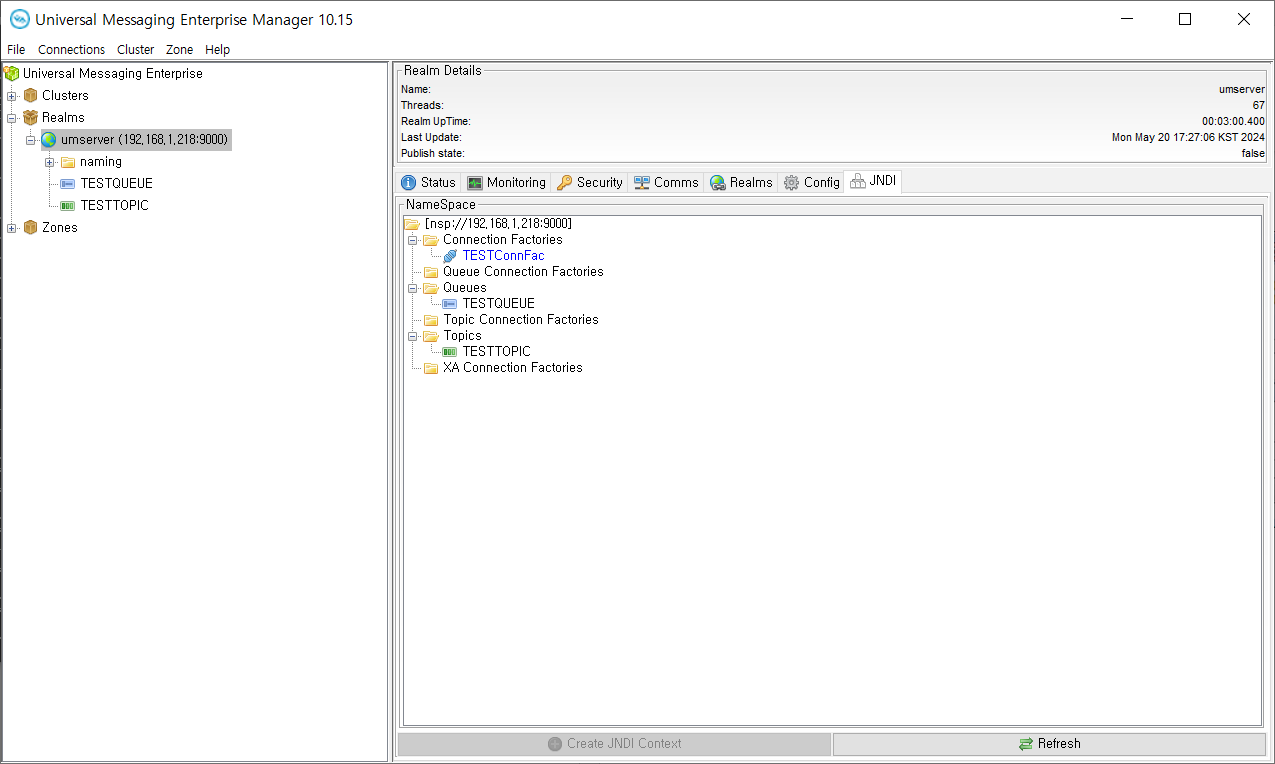 Universal Messaging Enterprise Manager 10.15
File Connections Cluster Zone Help
Universal Messaging Enterprise
Clusters
Realms
umserver (192,168,1,218:9000)
naming
TESTQUEUE
TESTTOPIC
Zones
Realm Details
Name: umserver
Threads: 67
Realm UpTime: 00:03:00.400
Last Update: Mon May 20 17:27:06 KST 2024
Publish state: false
Status Monitoring Security Comms Realms Config JNDI
NameSpace
[nsp://192,168,1,218:9000]
Connection Factories
TESTConnFac
Queue Connection Factories
Queues
TESTQUEUE
Topic Connection Factories
Topics
TESTTOPIC
XA Connection Factories
Create JNDI Context Refresh